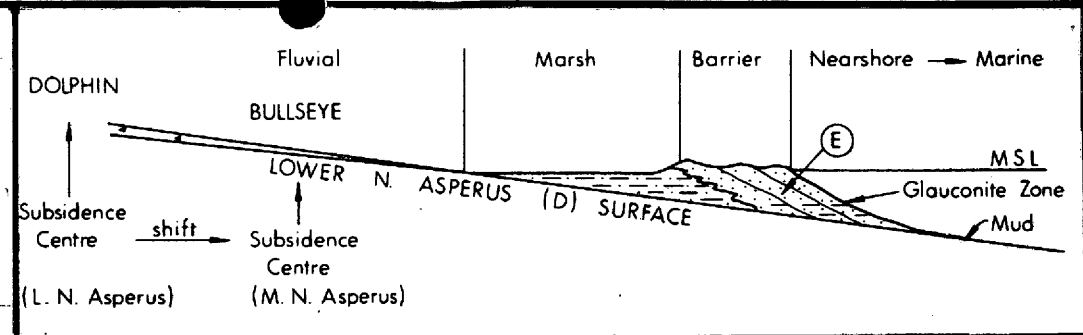 Fluvial
Marsh
Barrier
Nearshore → Marine
DOLPHIN
BULLSEYE
E
MSL
LOWER N. ASPERUS (D) SURFACE
Glauconite Zone
Mud
Subsidence
Centre
shift
Subsidence
Centre
(L. N. Asperus)
(M. N. Asperus)